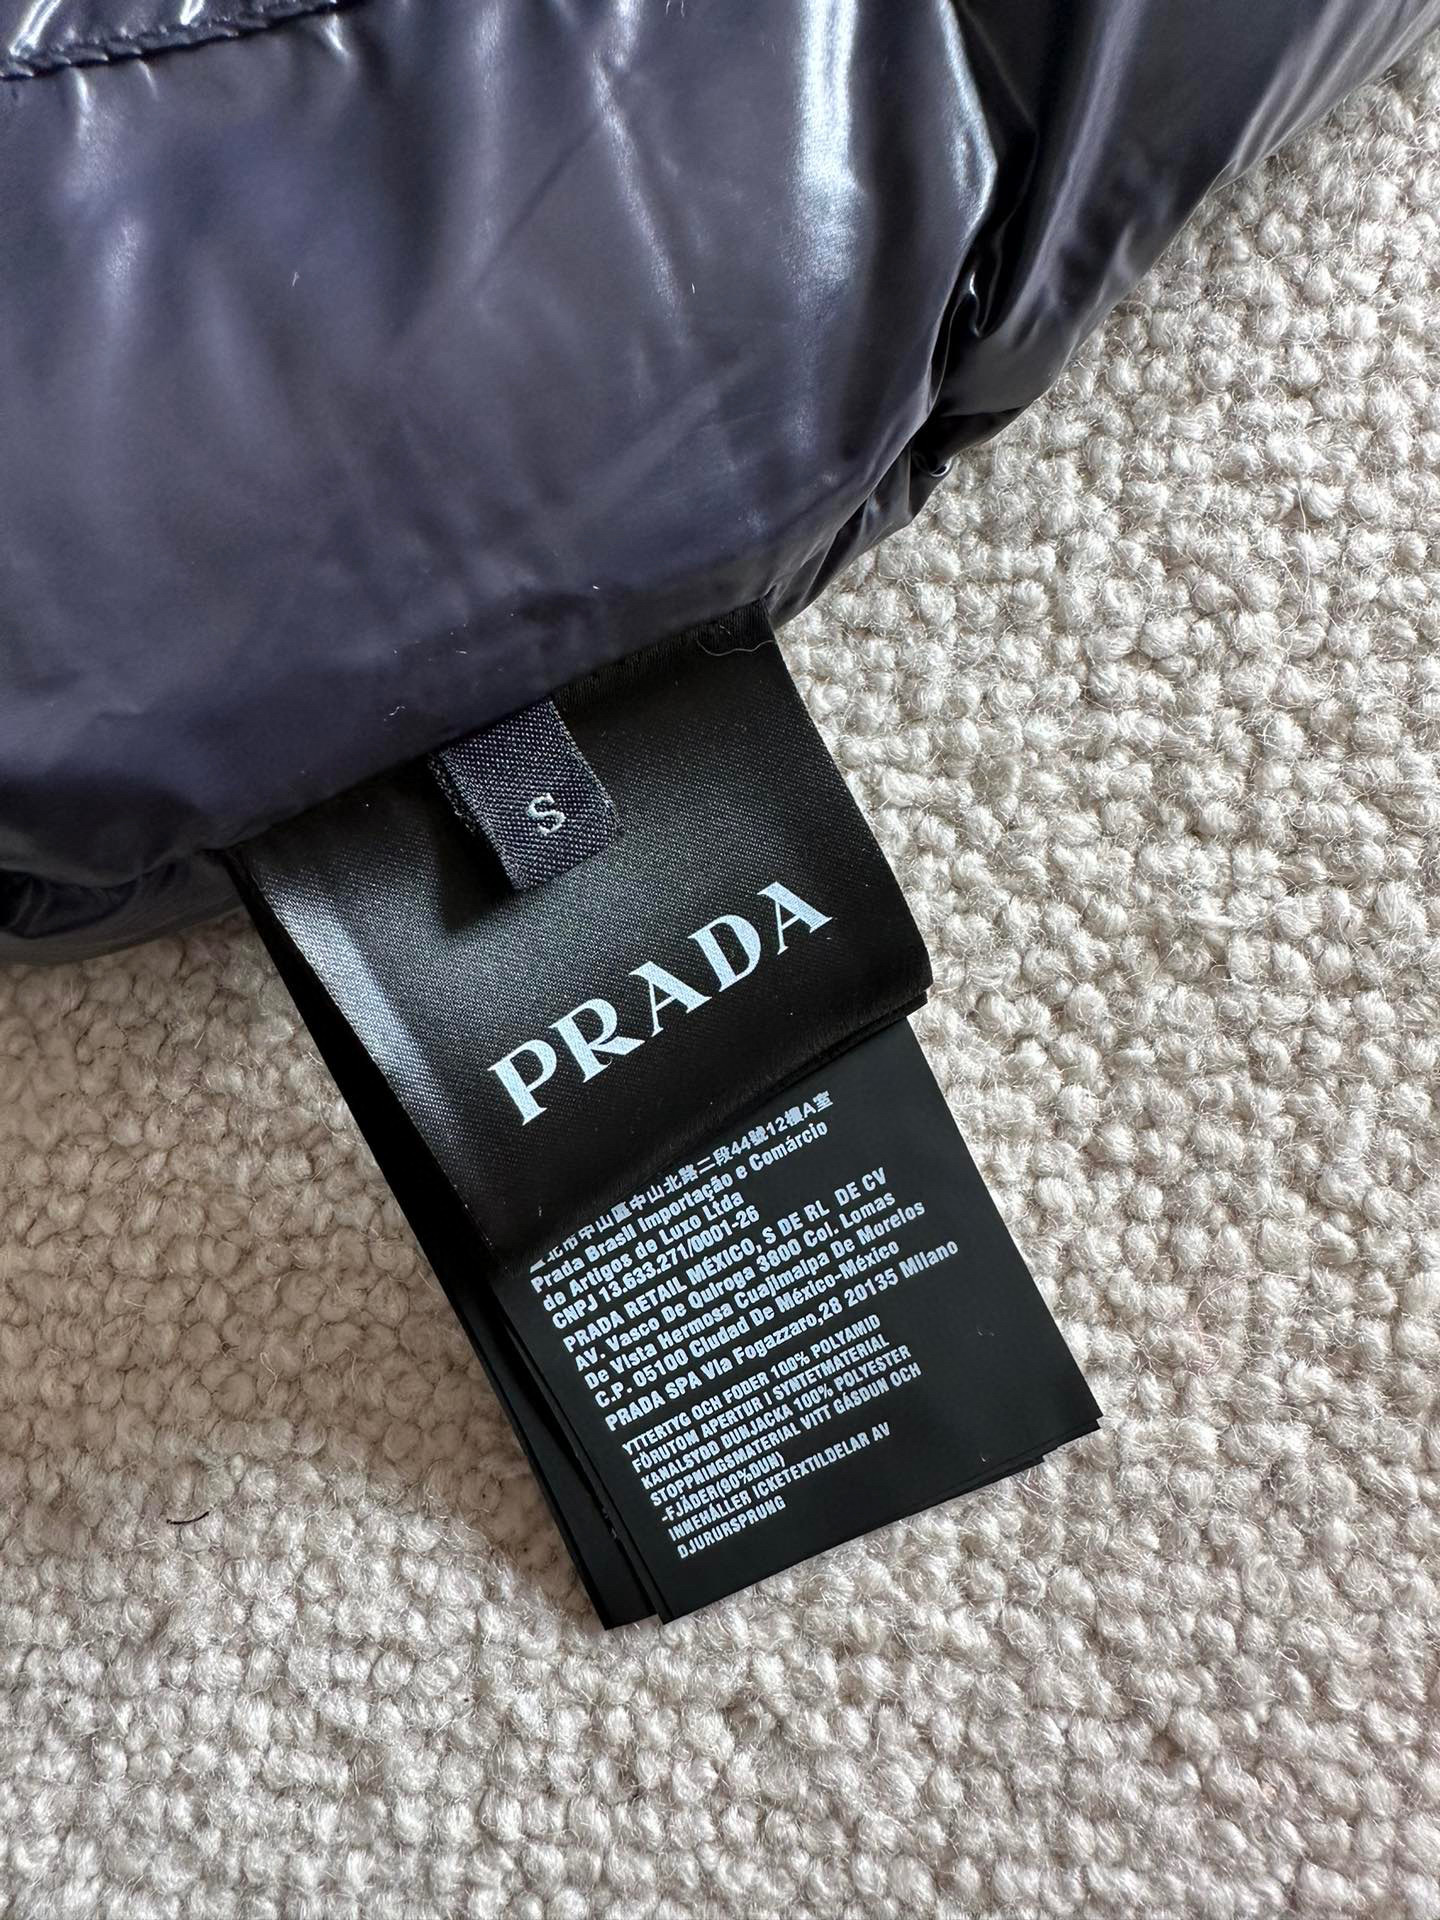 S
PRADA
北市中山區中山北路二段44號12樓A室
Prada Brasil Importação e Comárcio
de Artigos de Luxo Ltda
CNPJ 13.633.271/0001-26
PRADA RETAIL MÉXICO, S DE RL DE CV
AV. Vasco De Quiroga 3800 Col. Lomas
De Vista Hermosa Cuajimalpa De Morelos
C.P. 05100 Ciudad De México-México
PRADA SPA Via Fogazzaro,28 20135 Milano
YTTERTYG OCH FODER 100% POLYAMID
FÖRUTOM APERTUR I SYNTETMATERIAL
KANALSYDD DUNJACKA 100% POLYESTER
STOPPNINGSMATERIAL VITT GÅSDUN OCH
-FJÄDER(90%DUN)
INNEHÅLLER ICKETEXTILDELAR AV
DJURURSPRUNG